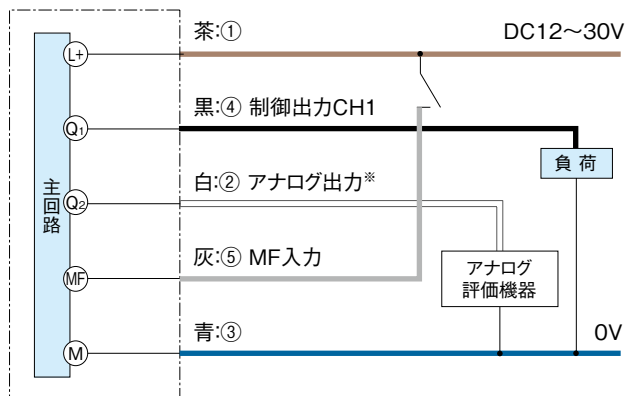 茶:① DC12～30V
L+
黒:④ 制御出力CH1
Q1
負 荷
主回路
白:② アナログ出力※
Q2
灰:⑤ MF入力
MF
アナログ
評価機器
青:③ 0V
M